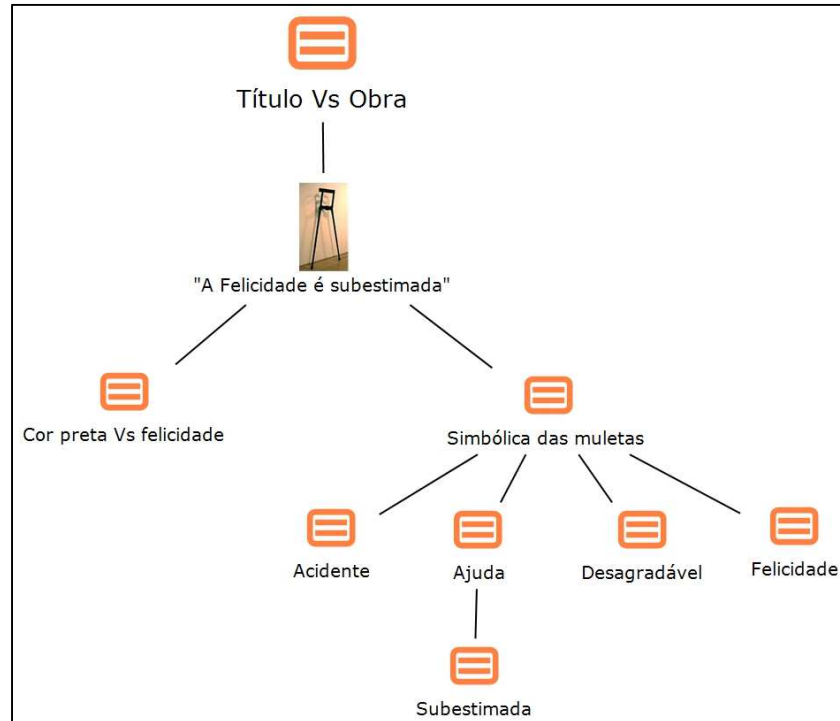 Título Vs Obra
"A Felicidade é subestimada"
Cor preta Vs felicidade
Simbólica das muletas
Acidente
Ajuda
Desagradável
Felicidade
Subestimada